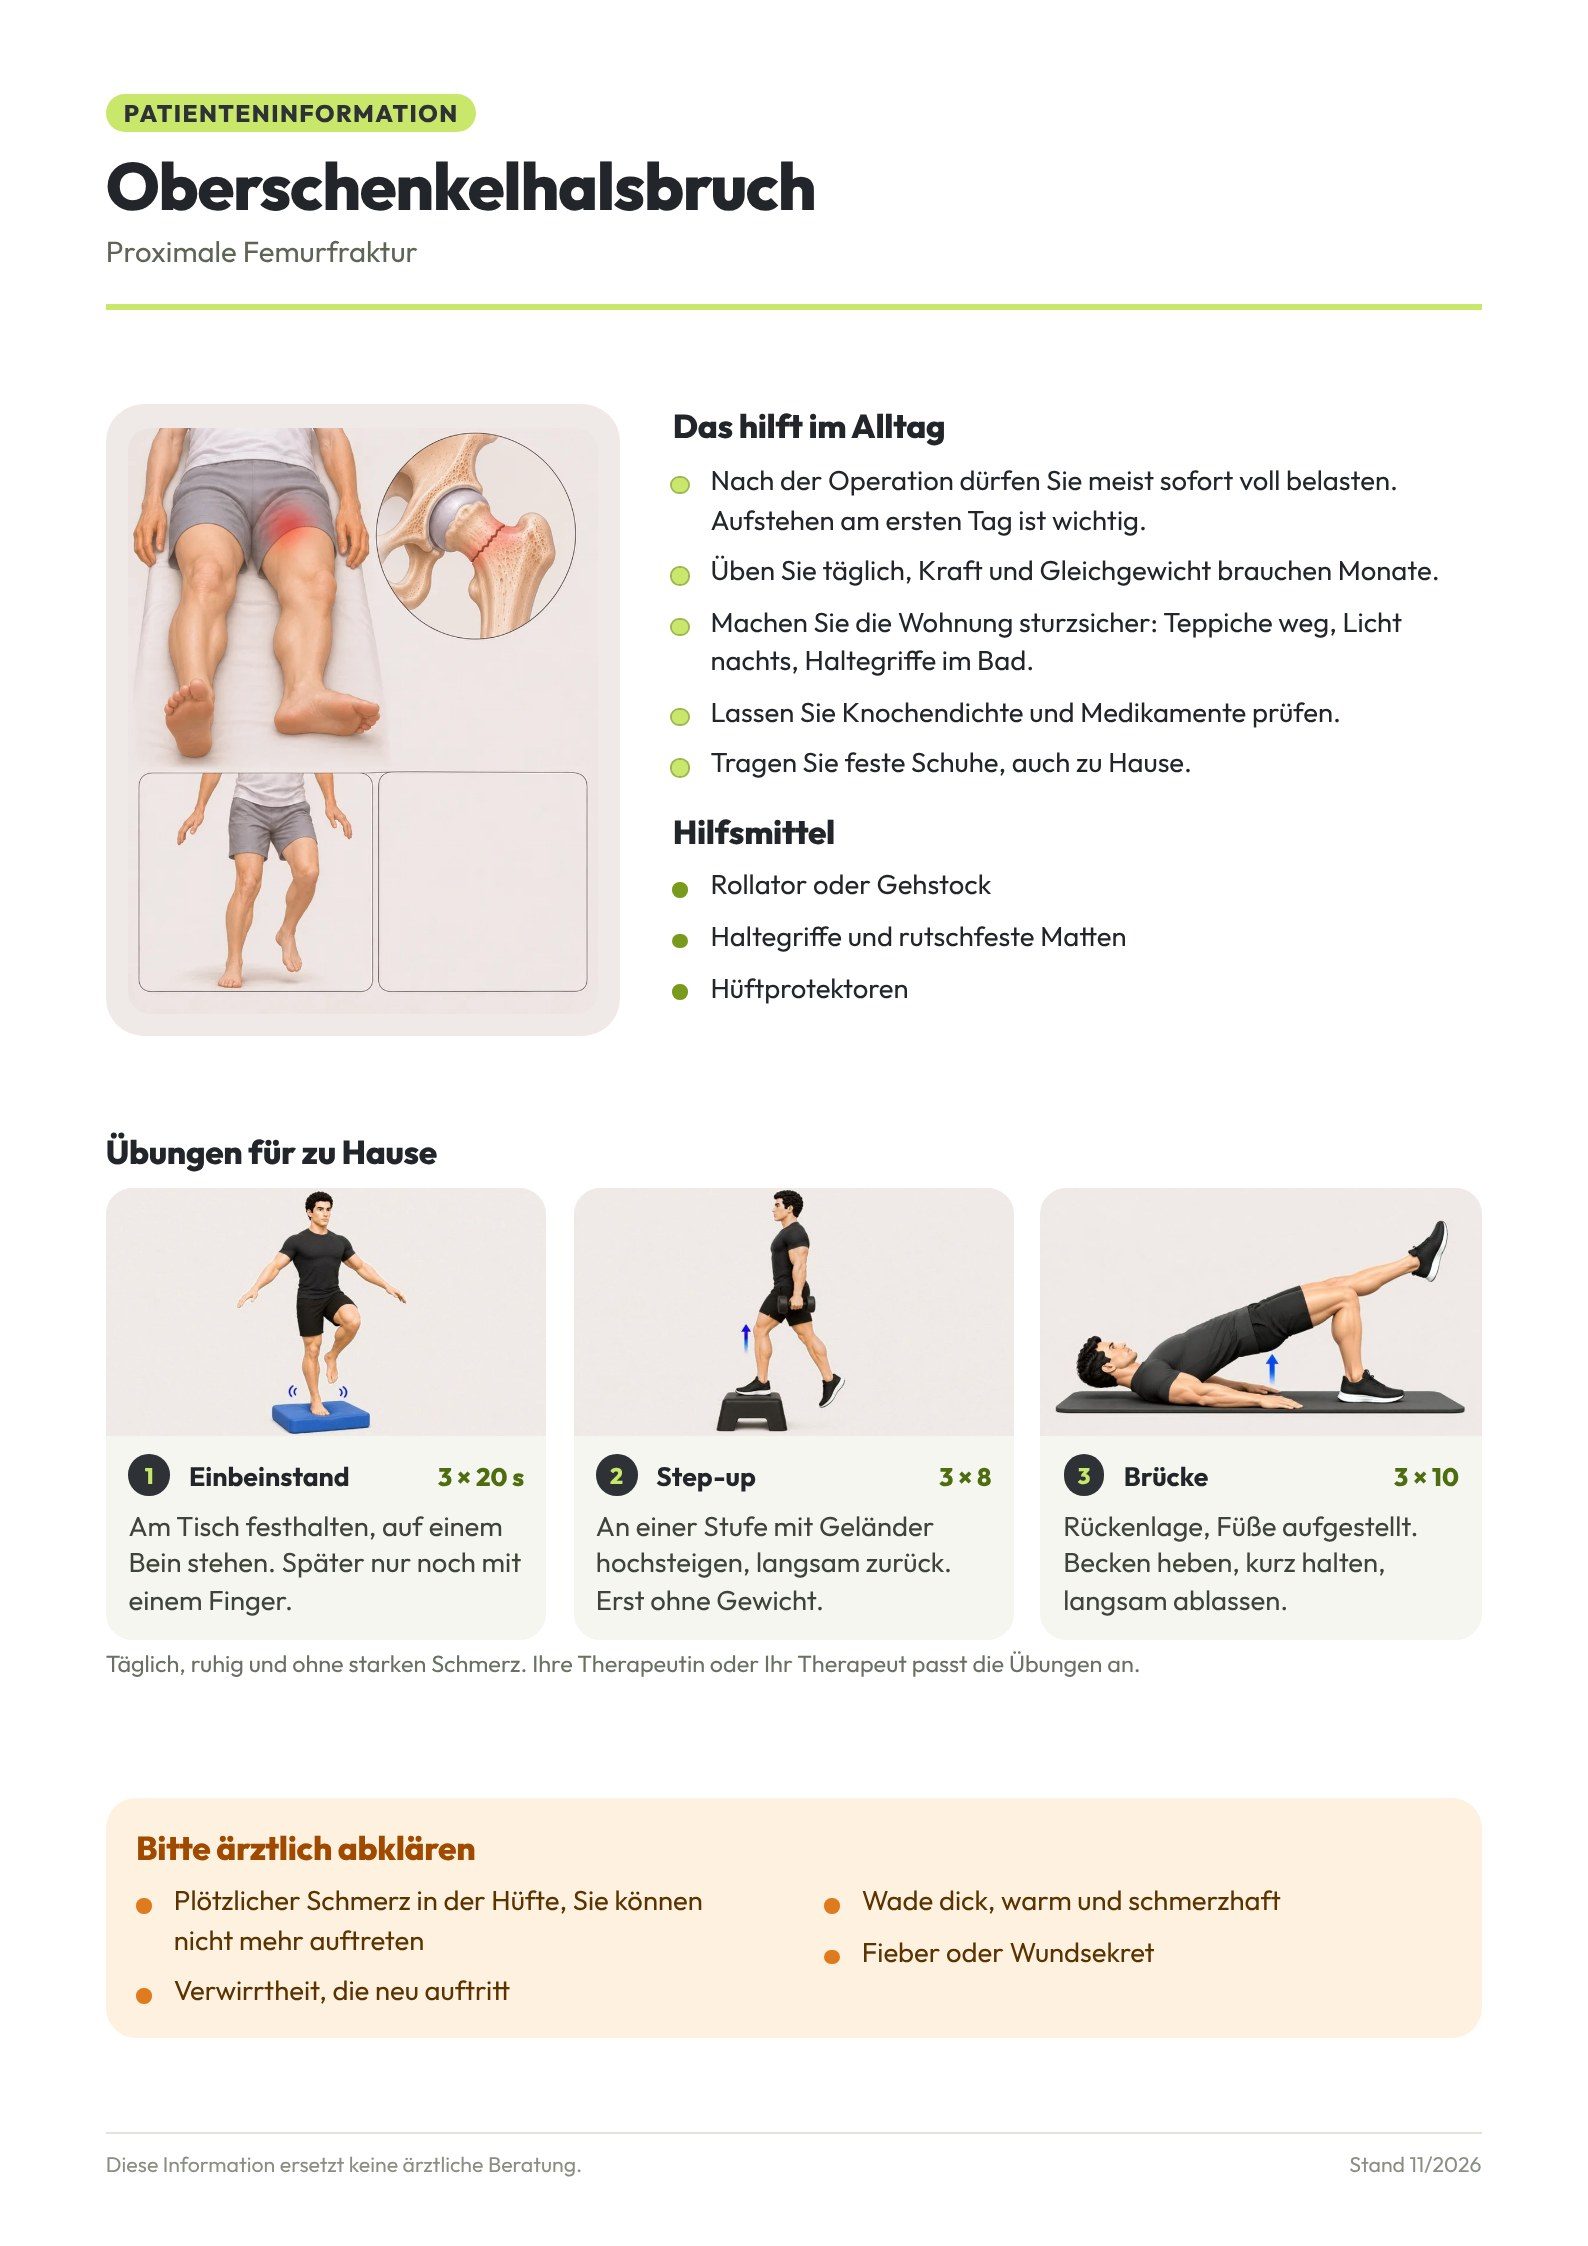 PATIENTENINFORMATION
Oberschenkelhalsbruch
Proximale Femurfraktur
Das hilft im Alltag
Nach der Operation dürfen Sie meist sofort voll belasten.
Aufstehen am ersten Tag ist wichtig.
Üben Sie täglich, Kraft und Gleichgewicht brauchen Monate.
Machen Sie die Wohnung sturzsicher: Teppiche weg, Licht
nachts, Haltegriffe im Bad.
Lassen Sie Knochendichte und Medikamente prüfen.
Tragen Sie feste Schuhe, auch zu Hause.
Hilfsmittel
Rollator oder Gehstock
Haltegriffe und rutschfeste Matten
Hüftprotektoren
Übungen für zu Hause
1 Einbeinstand 3 × 20 s
Am Tisch festhalten, auf einem
Bein stehen. Später nur noch mit
einem Finger.
2 Step-up 3 × 8
An einer Stufe mit Geländer
hochsteigen, langsam zurück.
Erst ohne Gewicht.
3 Brücke 3 × 10
Rückenlage, Füße aufgestellt.
Becken heben, kurz halten,
langsam ablassen.
Täglich, ruhig und ohne starken Schmerz. Ihre Therapeutin oder Ihr Therapeut passt die Übungen an.
Bitte ärztlich abklären
Plötzlicher Schmerz in der Hüfte, Sie können
nicht mehr auftreten
Verwirrtheit, die neu auftritt
Wade dick, warm und schmerzhaft
Fieber oder Wundsekret
Diese Information ersetzt keine ärztliche Beratung.
Stand 11/2026